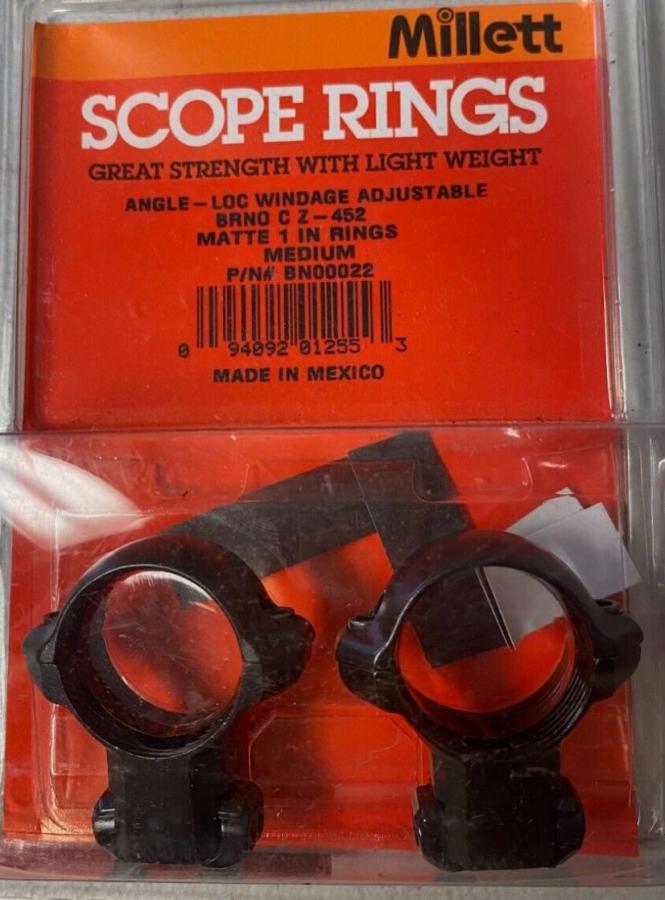 Millett
SCOPE RINGS
GREAT STRENGTH WITH LIGHT WEIGHT
ANGLE-LOC WINDAGE ADJUSTABLE
BRNO C Z-452
MATTE 1 IN RINGS
MEDIUM
P/N# BN00022
0 94092 01255 3
MADE IN MEXICO